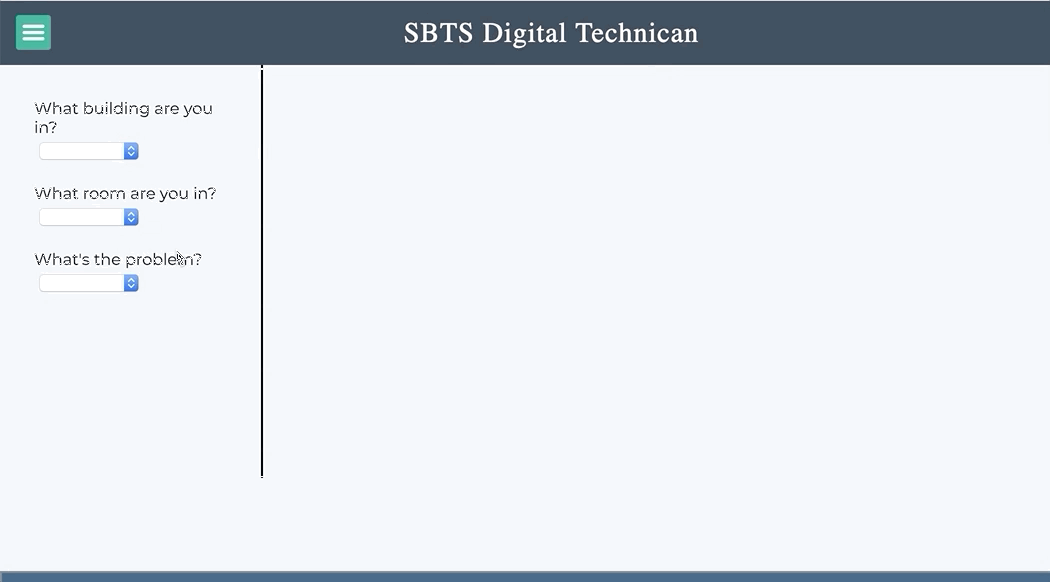 SBTS Digital Technican
What building are you
in?
What room are you in?
What's the problem?